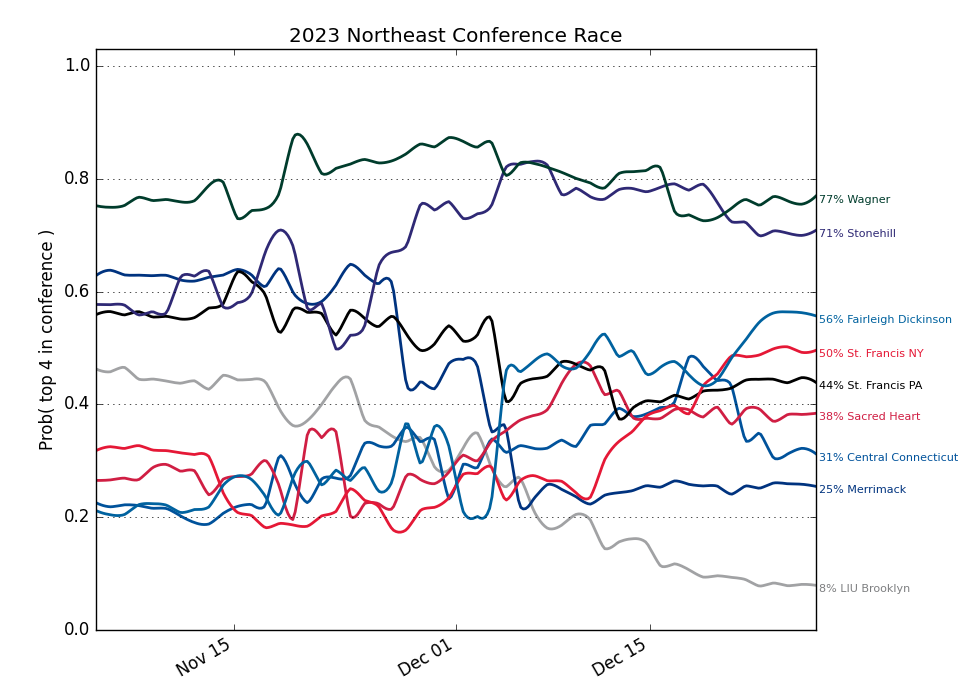 2023 Northeast Conference Race
Prob( top 4 in conference )
1.0
0.8
0.6
0.4
0.2
0.0
Nov 15
Dec 01
Dec 15
77% Wagner
71% Stonehill
56% Fairleigh Dickinson
50% St. Francis NY
44% St. Francis PA
38% Sacred Heart
31% Central Connecticut
25% Merrimack
8% LIU Brooklyn